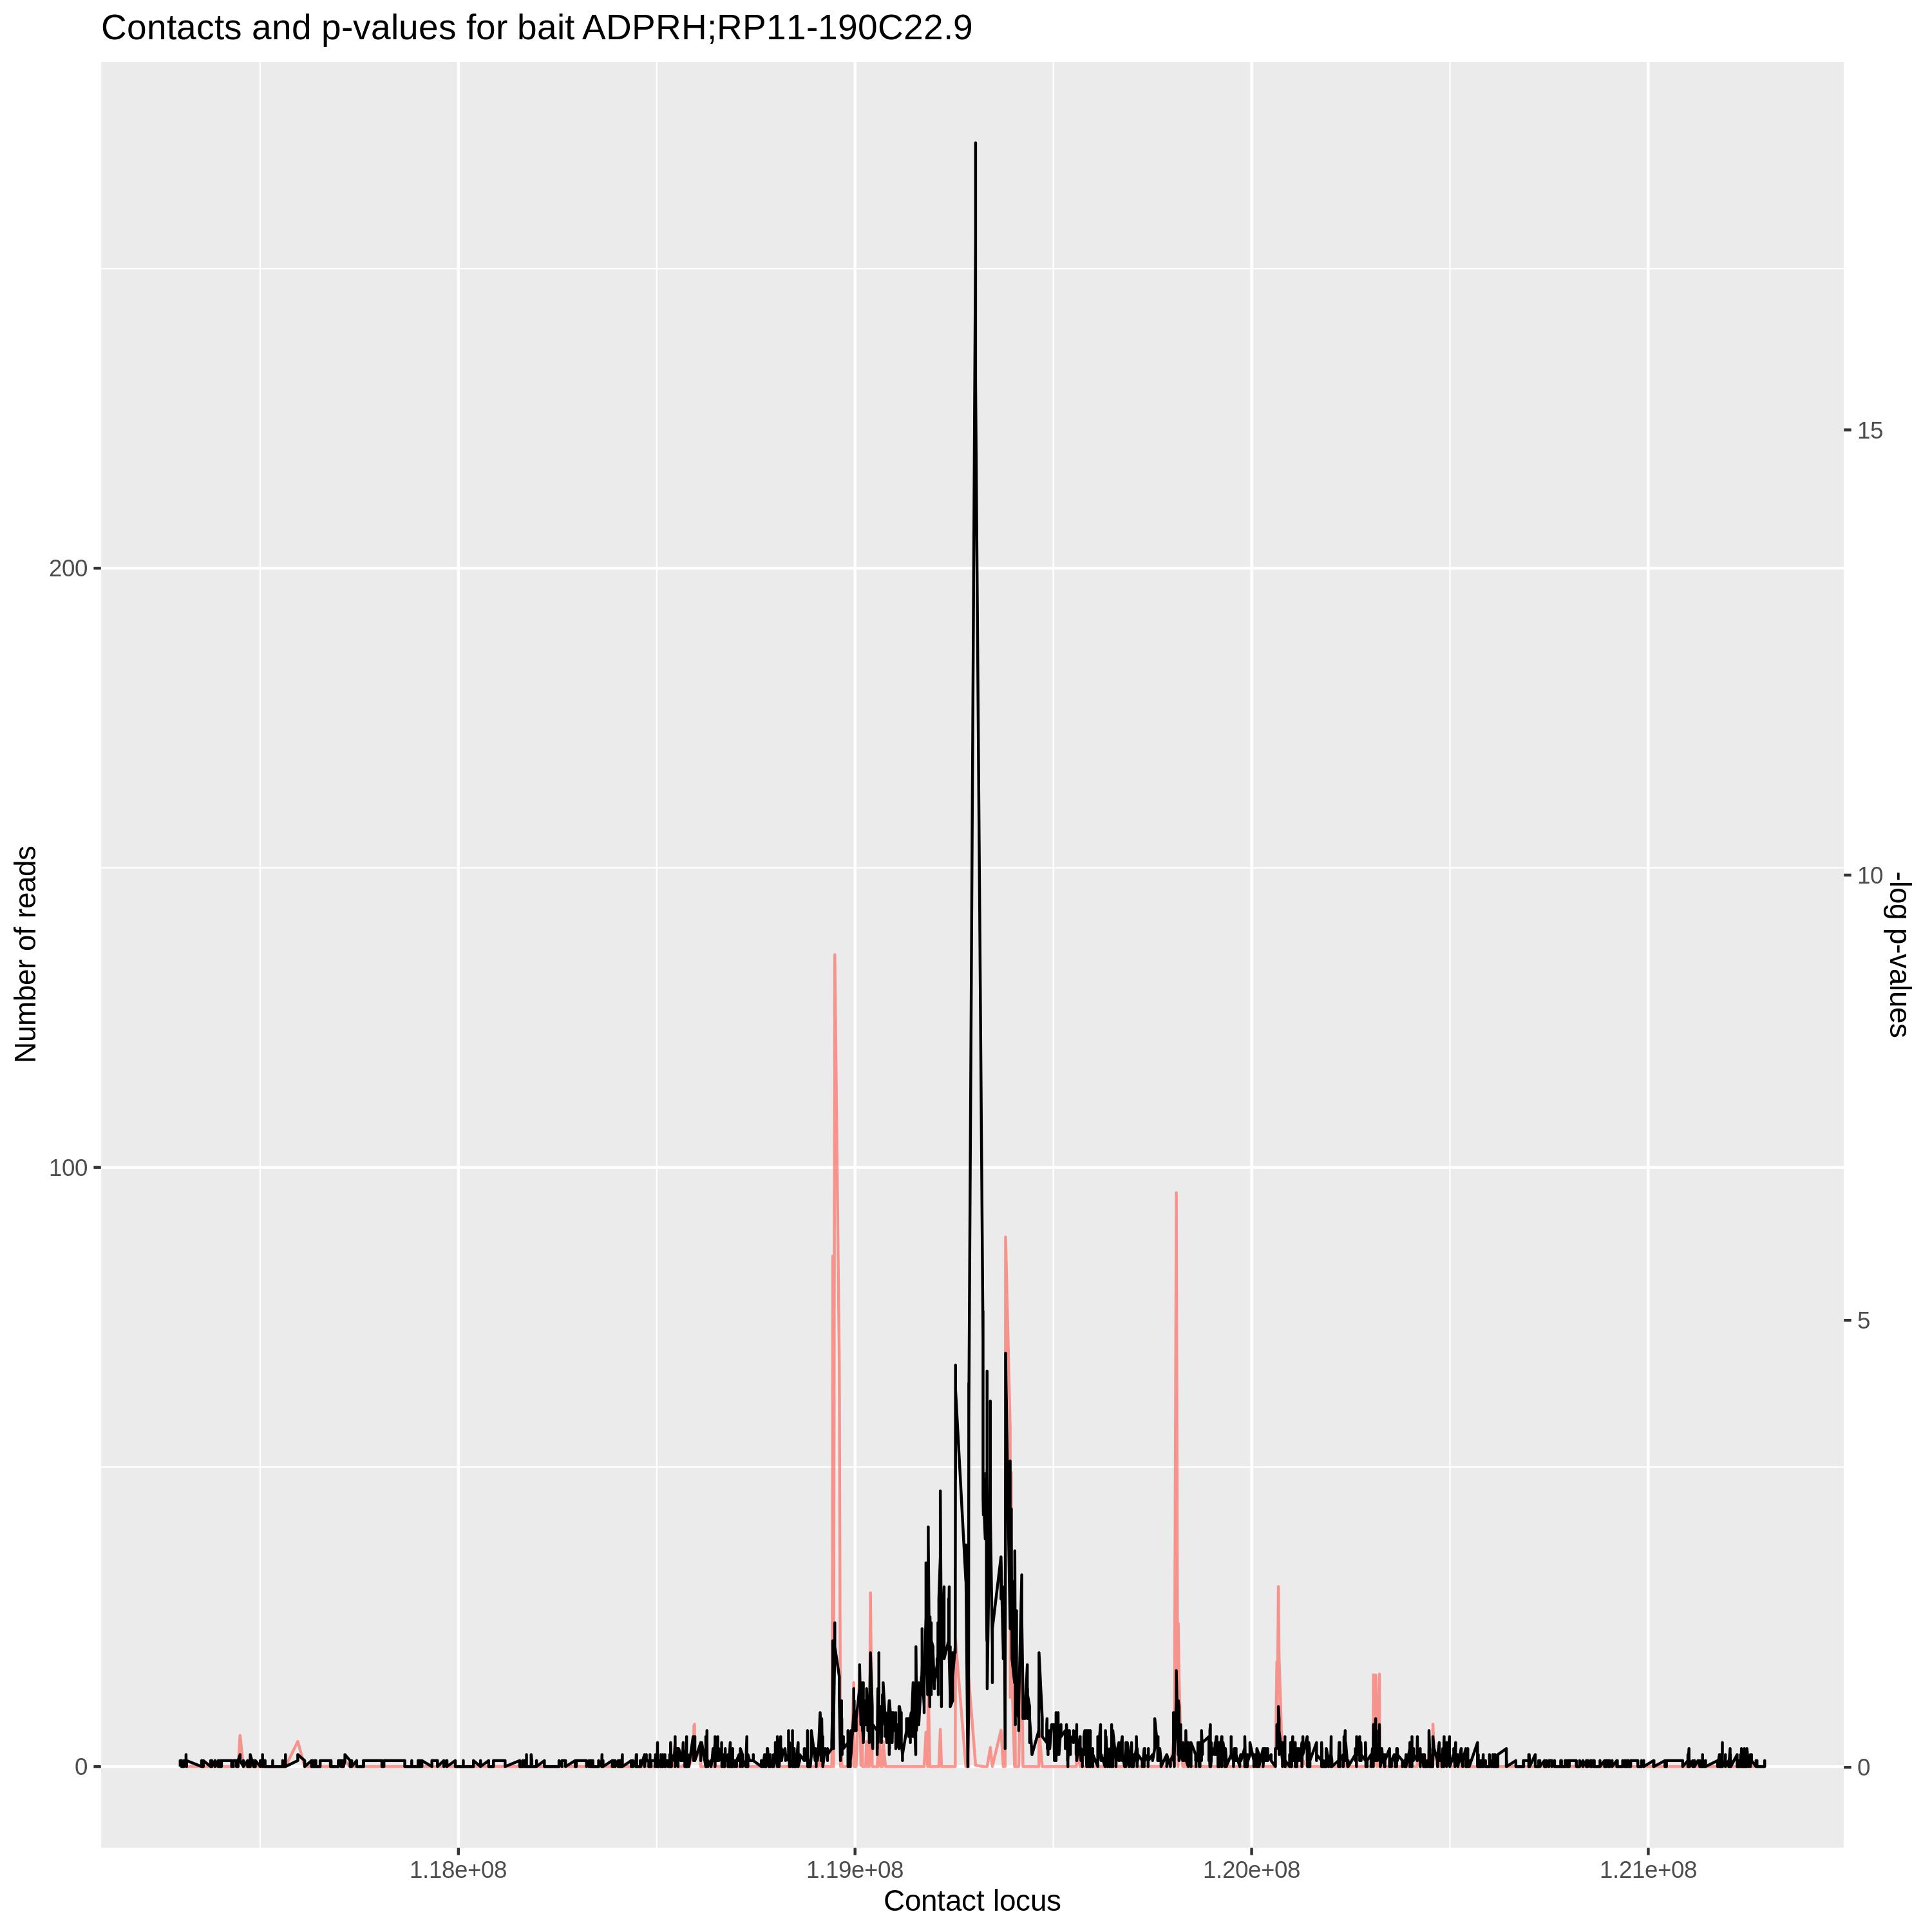 Contacts and p-values for bait ADPRH;RP11-190C22.9
Number of reads
200
100
0
15
10
5
0
-log p-values
1.18e+08
1.19e+08
1.20e+08
1.21e+08
Contact locus